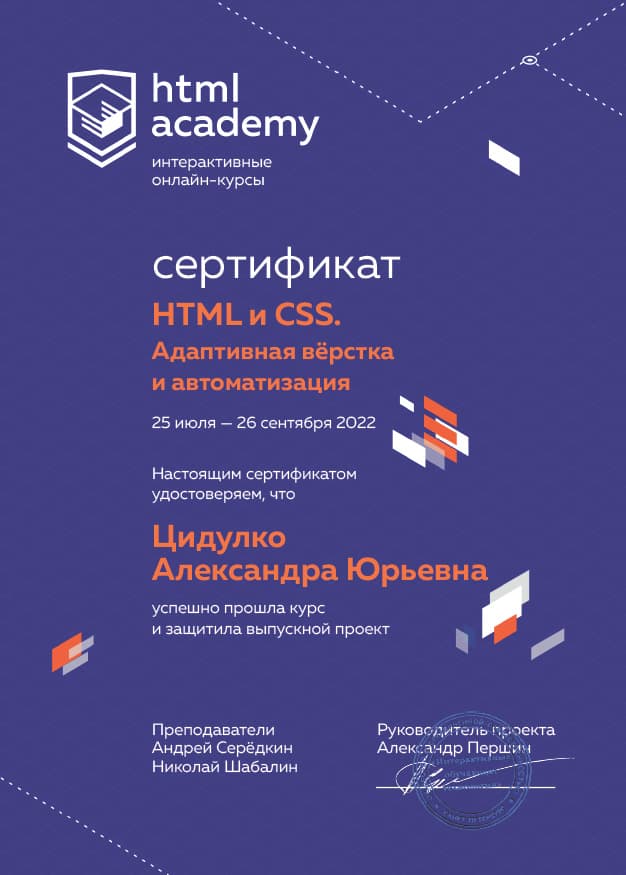 html
academy
интерактивные
онлайн-курсы
сертификат
HTML и CSS.
Адаптивная вёрстка
и автоматизация
25 июля — 26 сентября 2022
Настоящим сертификатом
удостоверяем, что
Цидулко
Александра Юрьевна
успешно прошла курс
и защитила выпускной проект
Преподаватели
Андрей Серёдкин
Николай Шабалин
Руководитель проекта
Александр Першин
Интерактивные
обучающие